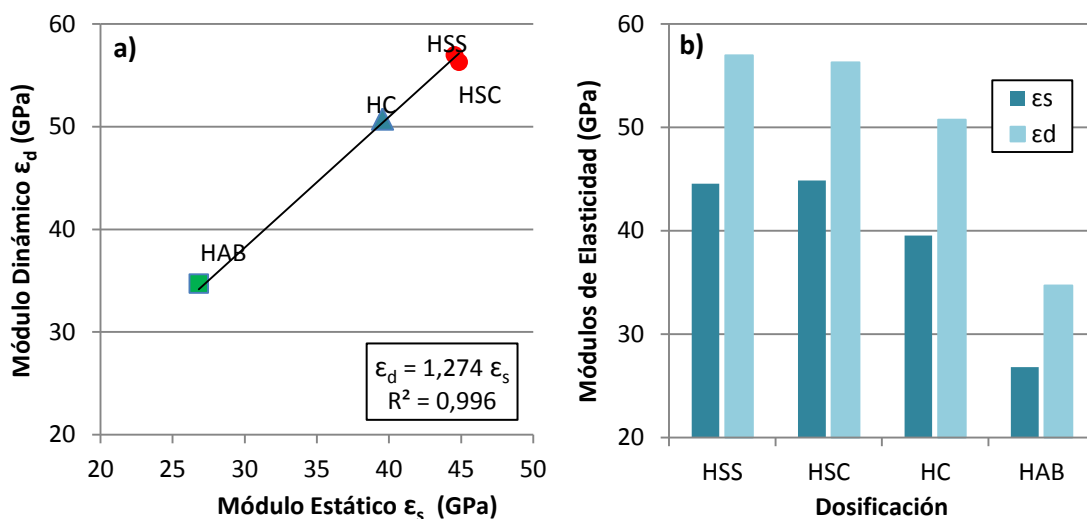 a)
60
50
40
30
20
Módulo Dinámico εd (GPa)
HSS
HSC
HC
HAB
εd = 1,274 εs
R² = 0,996
20 25 30 35 40 45 50
Módulo Estático εs (GPa)
b)
60
50
40
30
20
Módulos de Elasticidad (GPa)
εs
εd
HSS HSC HC HAB
Dosificación